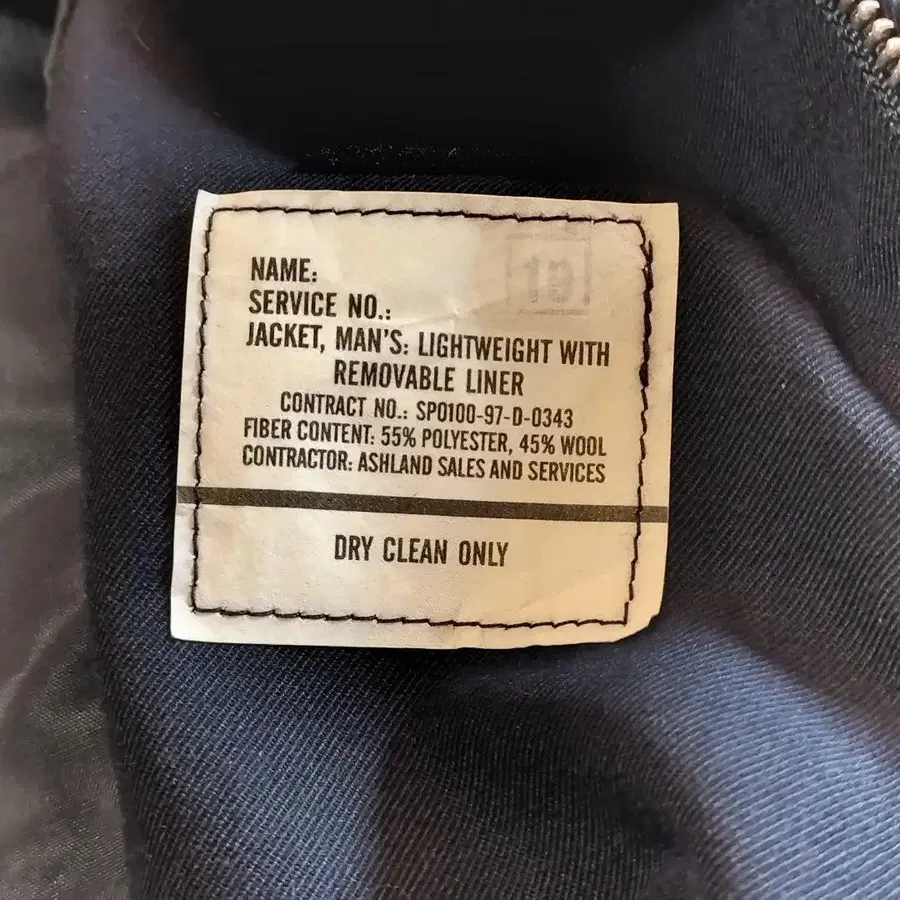 19
NAME:
SERVICE NO.:
JACKET, MAN'S: LIGHTWEIGHT WITH
REMOVABLE LINER
CONTRACT NO.: SP0100-97-D-0343
FIBER CONTENT: 55% POLYESTER, 45% WOOL
CONTRACTOR: ASHLAND SALES AND SERVICES
DRY CLEAN ONLY